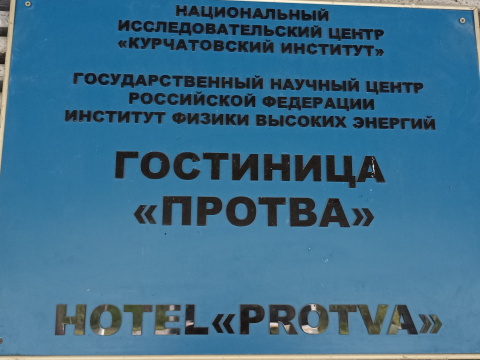 НАЦИОНАЛЬНЫЙ
ИССЛЕДОВАТЕЛЬСКИЙ ЦЕНТР
«КУРЧАТОВСКИЙ ИНСТИТУТ»
ГОСУДАРСТВЕННЫЙ НАУЧНЫЙ ЦЕНТР
РОССИЙСКОЙ ФЕДЕРАЦИИ
ИНСТИТУТ ФИЗИКИ ВЫСОКИХ ЭНЕРГИЙ
ГОСТИНИЦА
«ПРОТВА»
HOTEL«PROTVA»